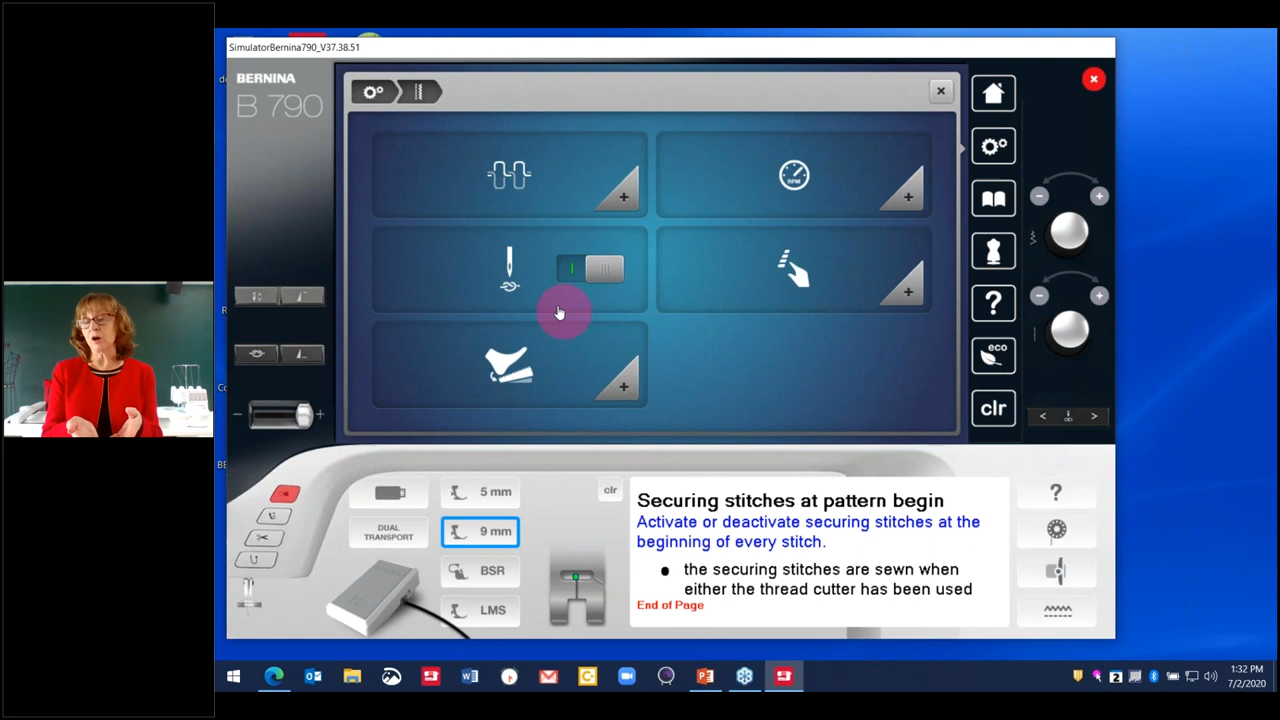 SimulatorBernina790_V37.38.51
BERNINA
B 790
RPM
eco
clr
5 mm
clr
DUAL
TRANSPORT
9 mm
BSR
LMS
Securing stitches at pattern begin
Activate or deactivate securing stitches at the
beginning of every stitch.
● the securing stitches are sewn when
either the thread cutter has been used
End of Page
1:32 PM
7/2/2020